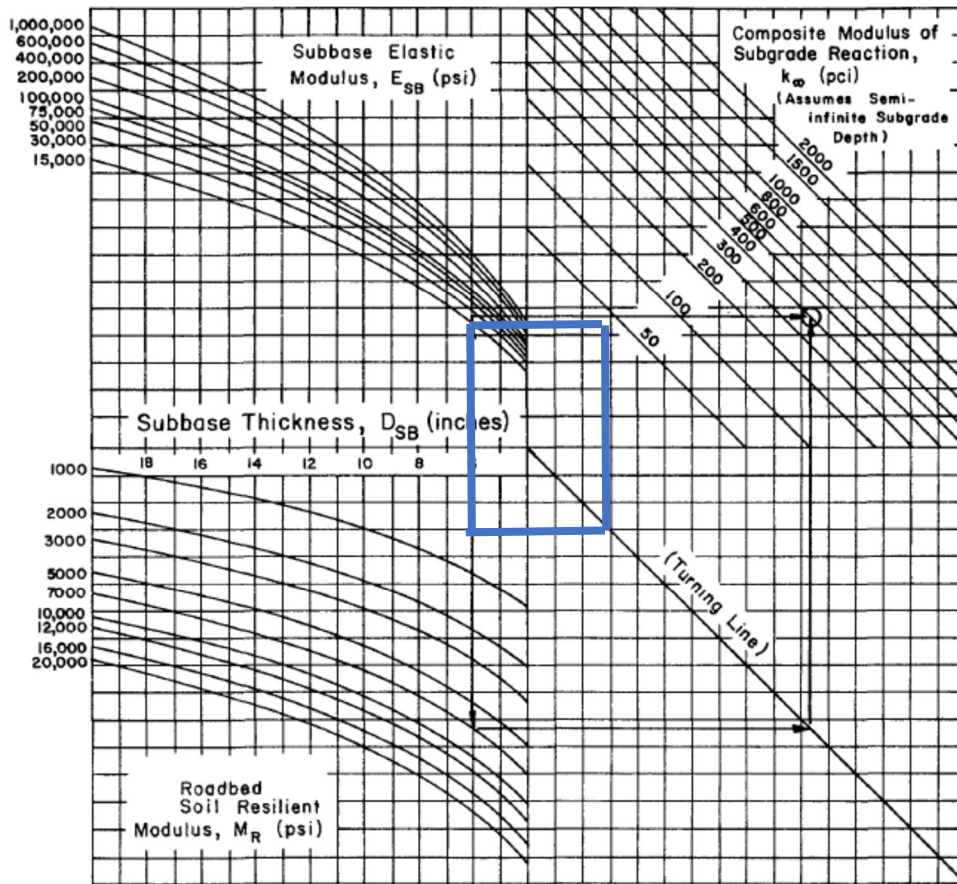 1,000,000
600,000
400,000
200,000
100,000
75,000
50,000
30,000
15,000
Subbase Elastic
Modulus, E_SB (psi)
Composite Modulus of
Subgrade Reaction,
k∞ (pci)
(Assumes Semi-
infinite Subgrade
Depth)
2000
1500
1000
800
600
500
400
300
200
100
50
Subbase Thickness, D_SB (inches)
18 16 14 12 10 8
1000
2000
3000
5000
7000
10,000
12,000
16,000
20,000
(Turning Line)
Roadbed
Soil Resilient
Modulus, M_R (psi)